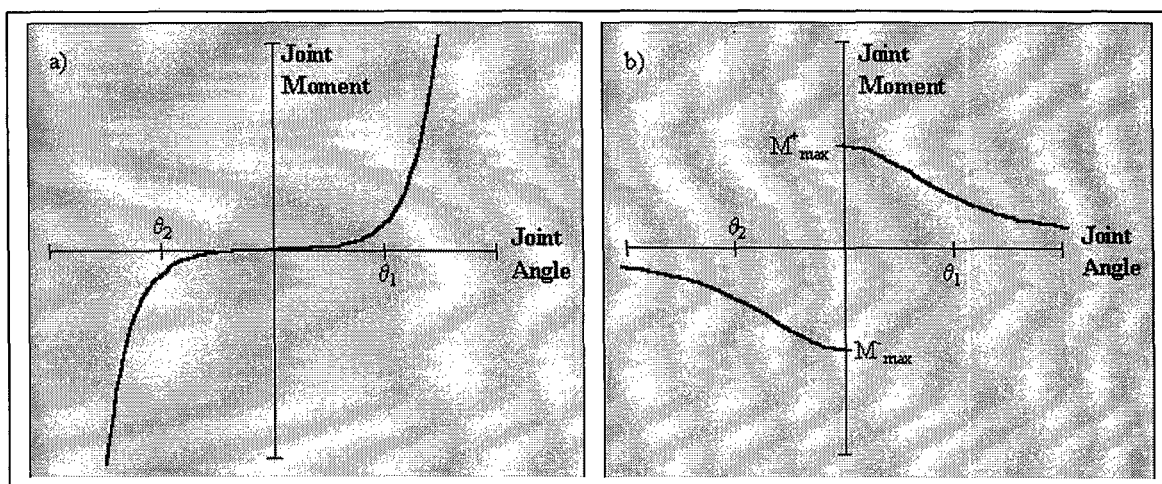 a)
Joint
Moment
θ₂
θ₁
Joint
Angle
b)
Joint
Moment
M⁺max
θ₂
θ₁
Joint
Angle
M⁻max